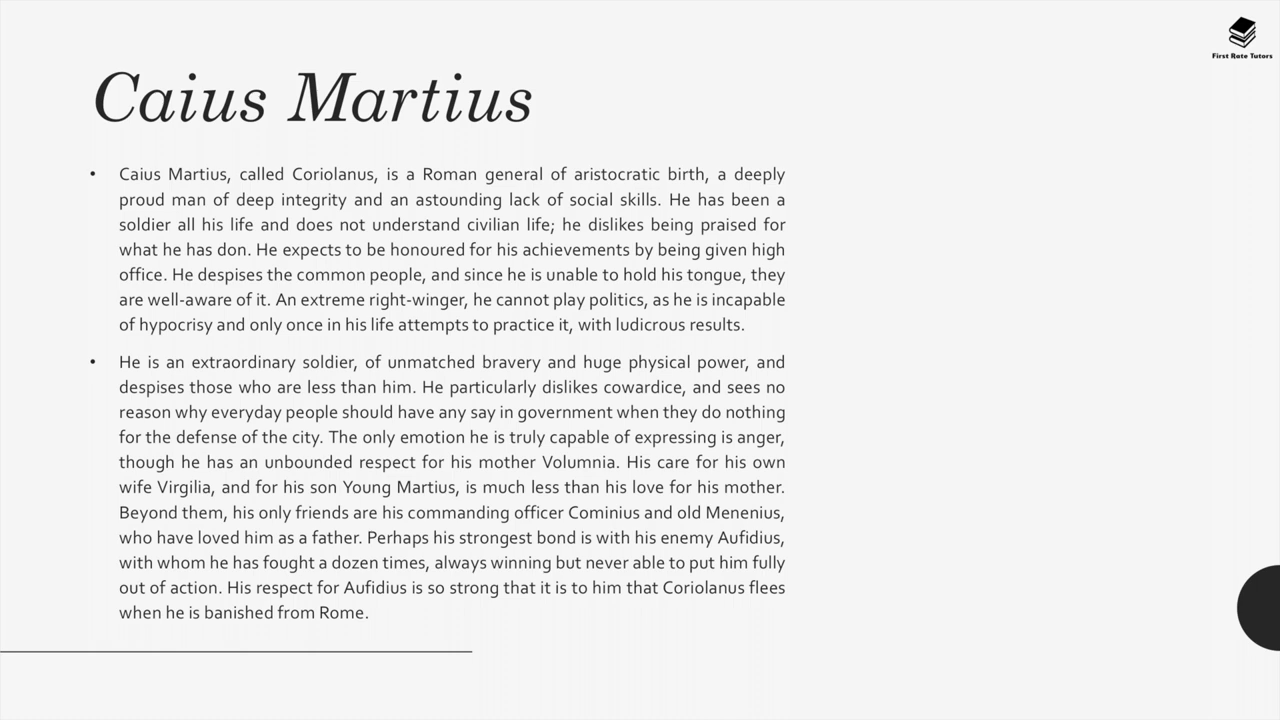 First Rate Tutors
Caius Martius
• Caius Martius, called Coriolanus, is a Roman general of aristocratic birth, a deeply
proud man of deep integrity and an astounding lack of social skills. He has been a
soldier all his life and does not understand civilian life; he dislikes being praised for
what he has don. He expects to be honoured for his achievements by being given high
office. He despises the common people, and since he is unable to hold his tongue, they
are well-aware of it. An extreme right-winger, he cannot play politics, as he is incapable
of hypocrisy and only once in his life attempts to practice it, with ludicrous results.
• He is an extraordinary soldier, of unmatched bravery and huge physical power, and
despises those who are less than him. He particularly dislikes cowardice, and sees no
reason why everyday people should have any say in government when they do nothing
for the defense of the city. The only emotion he is truly capable of expressing is anger,
though he has an unbounded respect for his mother Volumnia. His care for his own
wife Virgilia, and for his son Young Martius, is much less than his love for his mother.
Beyond them, his only friends are his commanding officer Cominius and old Menenius,
who have loved him as a father. Perhaps his strongest bond is with his enemy Aufidius,
with whom he has fought a dozen times, always winning but never able to put him fully
out of action. His respect for Aufidius is so strong that it is to him that Coriolanus flees
when he is banished from Rome.